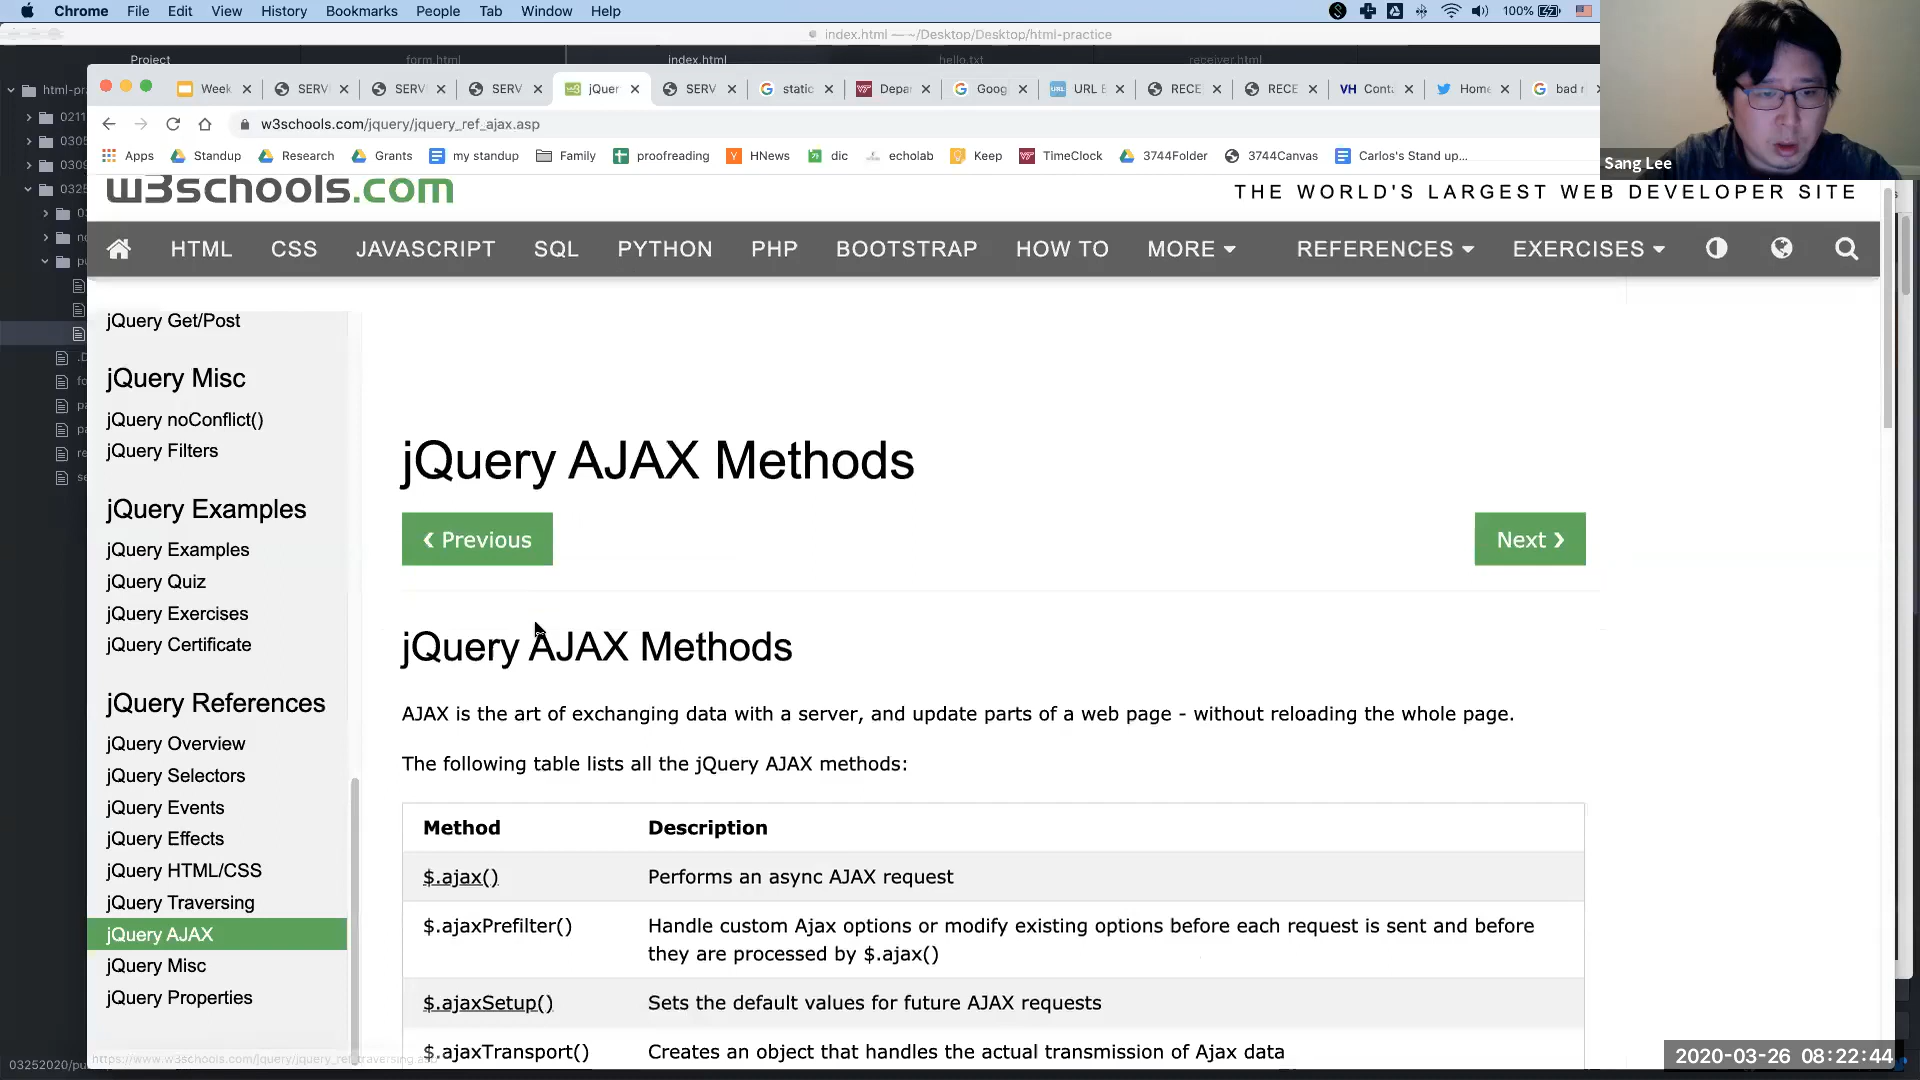 Chrome File Edit View History Bookmarks People Tab Window Help
100%
index.html — ~/Desktop/Desktop/html-practice
Project
form.html
index.html
hello.txt
receiver.html
html-pr
Week
SERV
SERV
SERV
jQuer
SERV
static
Depa
Goog
URL E
RECE
RECE
VH Conta
Home
bad r
w3schools.com/jquery/jquery_ref_ajax.asp
Apps Standup Research Grants my standup Family proofreading HNews dic echolab Keep TimeClock 3744Folder 3744Canvas Carlos's Stand up...
Sang Lee
w3schools.com
THE WORLD'S LARGEST WEB DEVELOPER SITE
HTML CSS JAVASCRIPT SQL PYTHON PHP BOOTSTRAP HOW TO MORE REFERENCES EXERCISES
jQuery Get/Post
jQuery Misc
jQuery noConflict()
jQuery Filters
jQuery Examples
jQuery Examples
jQuery Quiz
jQuery Exercises
jQuery Certificate
jQuery References
jQuery Overview
jQuery Selectors
jQuery Events
jQuery Effects
jQuery HTML/CSS
jQuery Traversing
jQuery AJAX
jQuery Misc
jQuery Properties
jQuery AJAX Methods
❮ Previous
Next ❯
jQuery AJAX Methods
AJAX is the art of exchanging data with a server, and update parts of a web page - without reloading the whole page.
The following table lists all the jQuery AJAX methods:
Method Description
$.ajax() Performs an async AJAX request
$.ajaxPrefilter() Handle custom Ajax options or modify existing options before each request is sent and before
they are processed by $.ajax()
$.ajaxSetup() Sets the default values for future AJAX requests
$.ajaxTransport() Creates an object that handles the actual transmission of Ajax data
03252020/pu
https://www.w3schools.com/jquery/jquery_ref_traversing.asp
2020-03-26 08:22:44